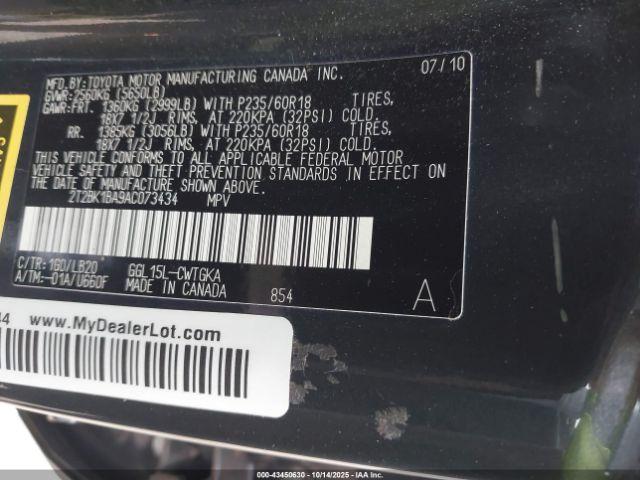 MFD.BY:TOYOTA MOTOR MANUFACTURING CANADA INC. 07/10
GVWR:2560KG (5650LB)
GAWR:FRT. 1360KG (2999LB) WITH P235/60R18 TIRES,
18X7 1/2J RIMS, AT 220KPA (32PSI) COLD.
RR. 1385KG (3056LB) WITH P235/60R18 TIRES,
18X7 1/2J RIMS, AT 220KPA (32PSI) COLD.
THIS VEHICLE CONFORMS TO ALL APPLICABLE FEDERAL MOTOR
VEHICLE SAFETY AND THEFT PREVENTION STANDARDS IN EFFECT ON
THE DATE OF MANUFACTURE SHOWN ABOVE.
2T2BK1BA9AC073434 MPV
C/TR:1G0/LB20 GGL15L-CWTGKA
A/TM:-01A/U660F MADE IN CANADA 854 A
44 www.MyDealerLot.com
000-43450630 | 10/14/2025 | IAAI.COM